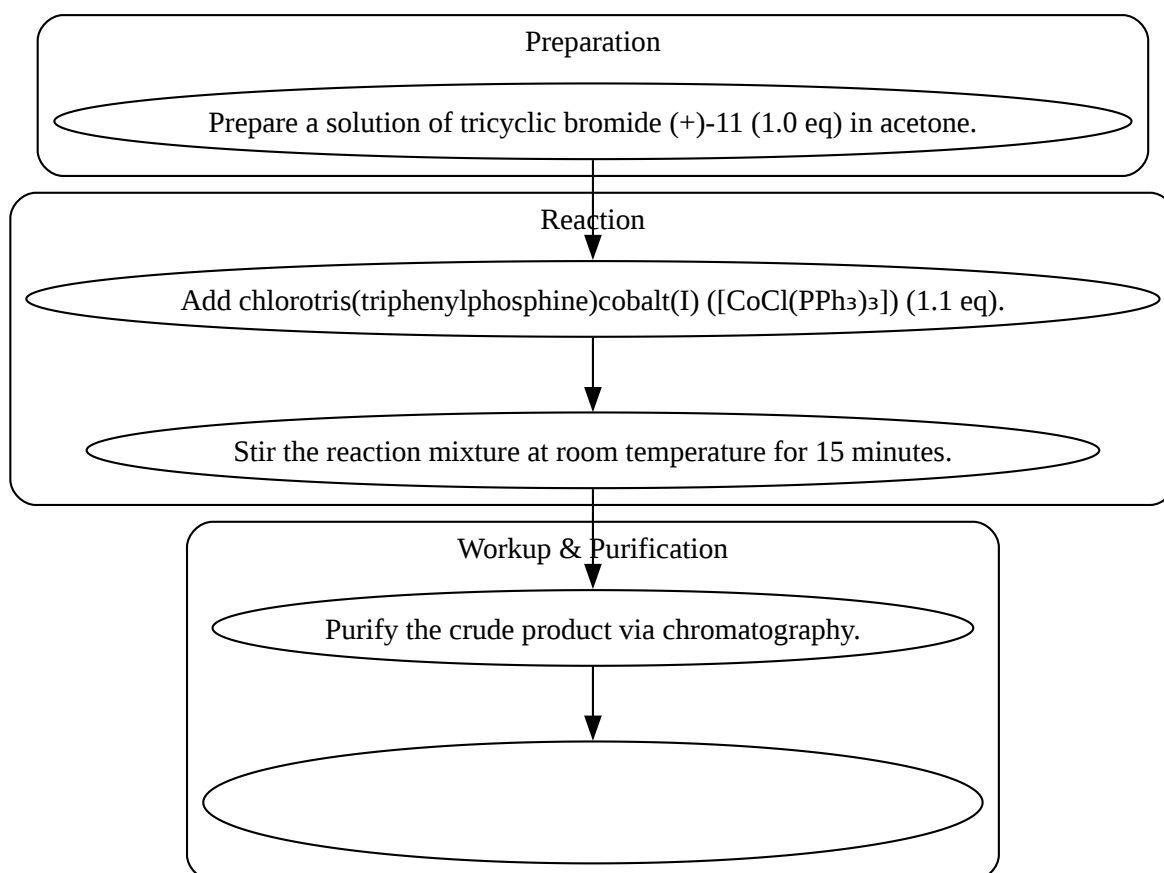 Preparation
Prepare a solution of tricyclic bromide (+)-11 (1.0 eq) in acetone.
Reaction
Add chlorotris(triphenylphosphine)cobalt(I) ([CoCl(PPh₃)₃]) (1.1 eq).
Stir the reaction mixture at room temperature for 15 minutes.
Workup & Purification
Purify the crude product via chromatography.